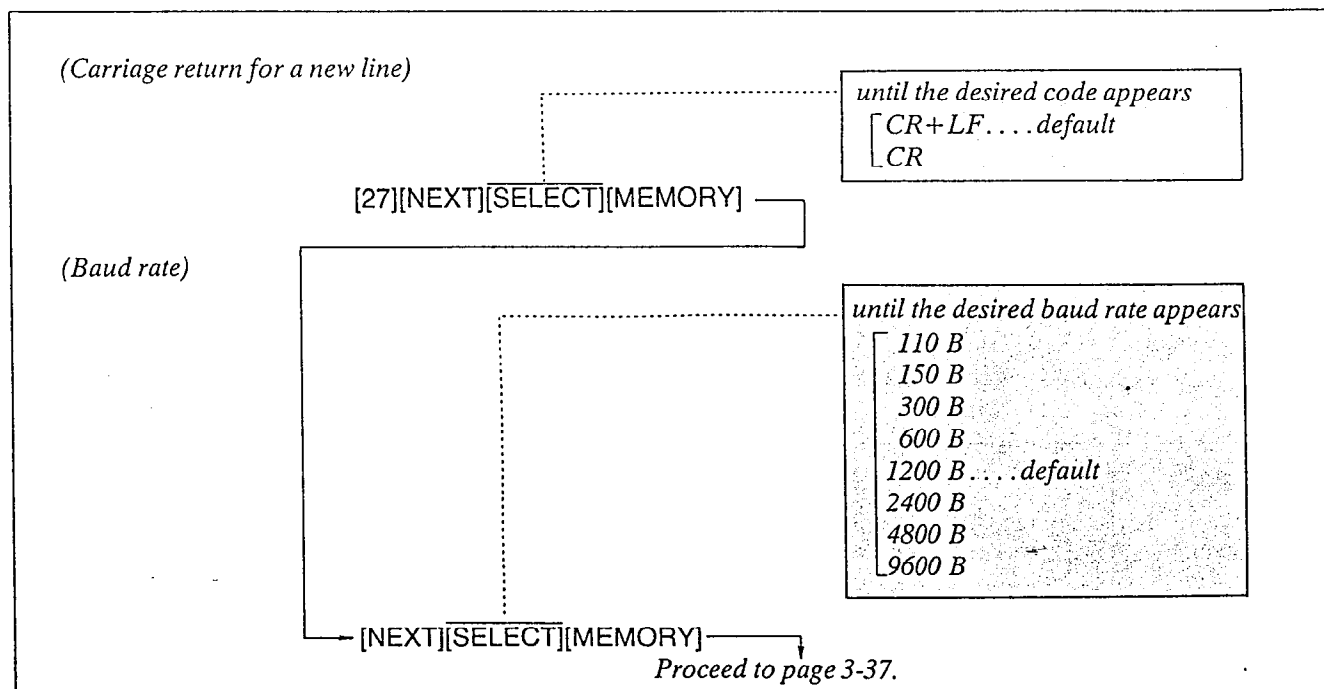 (Carriage return for a new line)
until the desired code appears
CR+LF....default
CR
[27][NEXT][SELECT][MEMORY]
(Baud rate)
until the desired baud rate appears
110 B
150 B
300 B
600 B
1200 B....default
2400 B
4800 B
9600 B
[NEXT][SELECT][MEMORY]
Proceed to page 3-37.